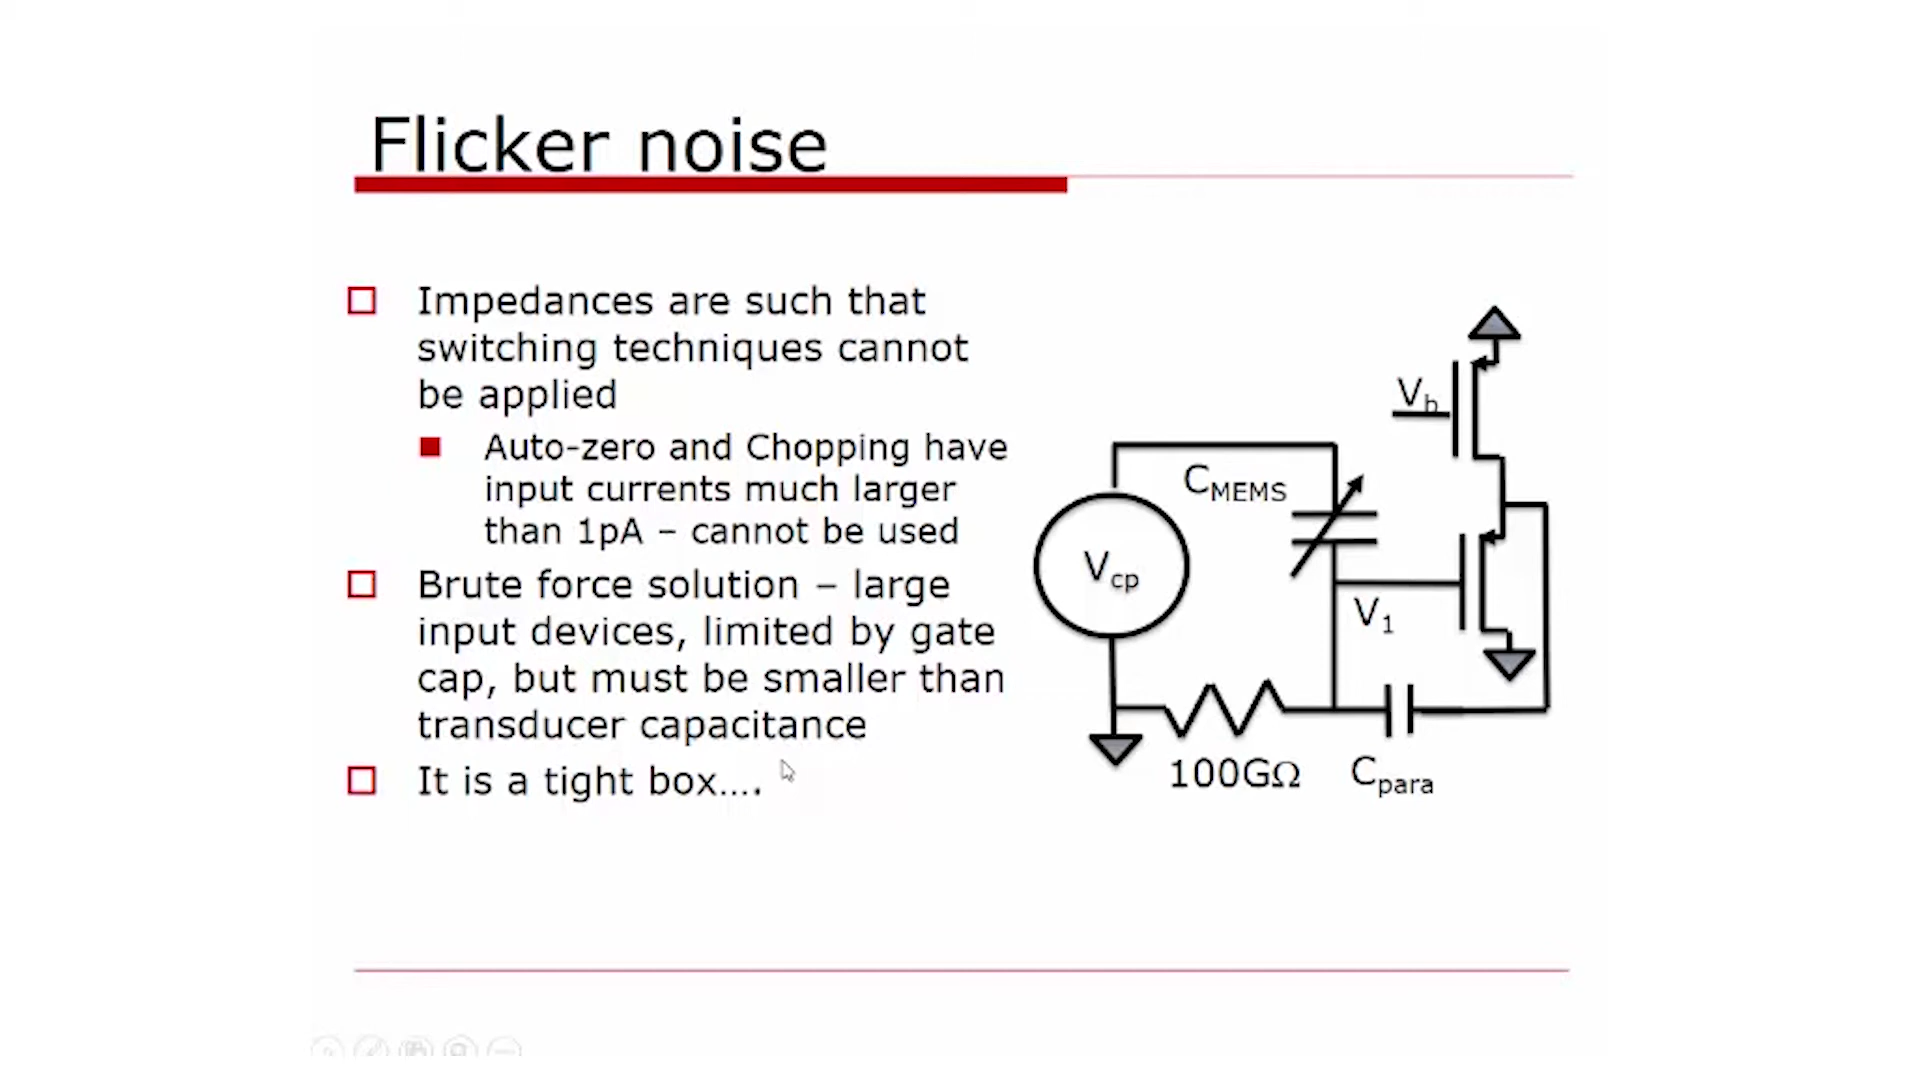 Flicker noise
Impedances are such that
switching techniques cannot
be applied
Auto-zero and Chopping have
input currents much larger
than 1pA – cannot be used
Brute force solution – large
input devices, limited by gate
cap, but must be smaller than
transducer capacitance
It is a tight box....
Vb
CMEMS
Vcp
V1
100GΩ
Cpara